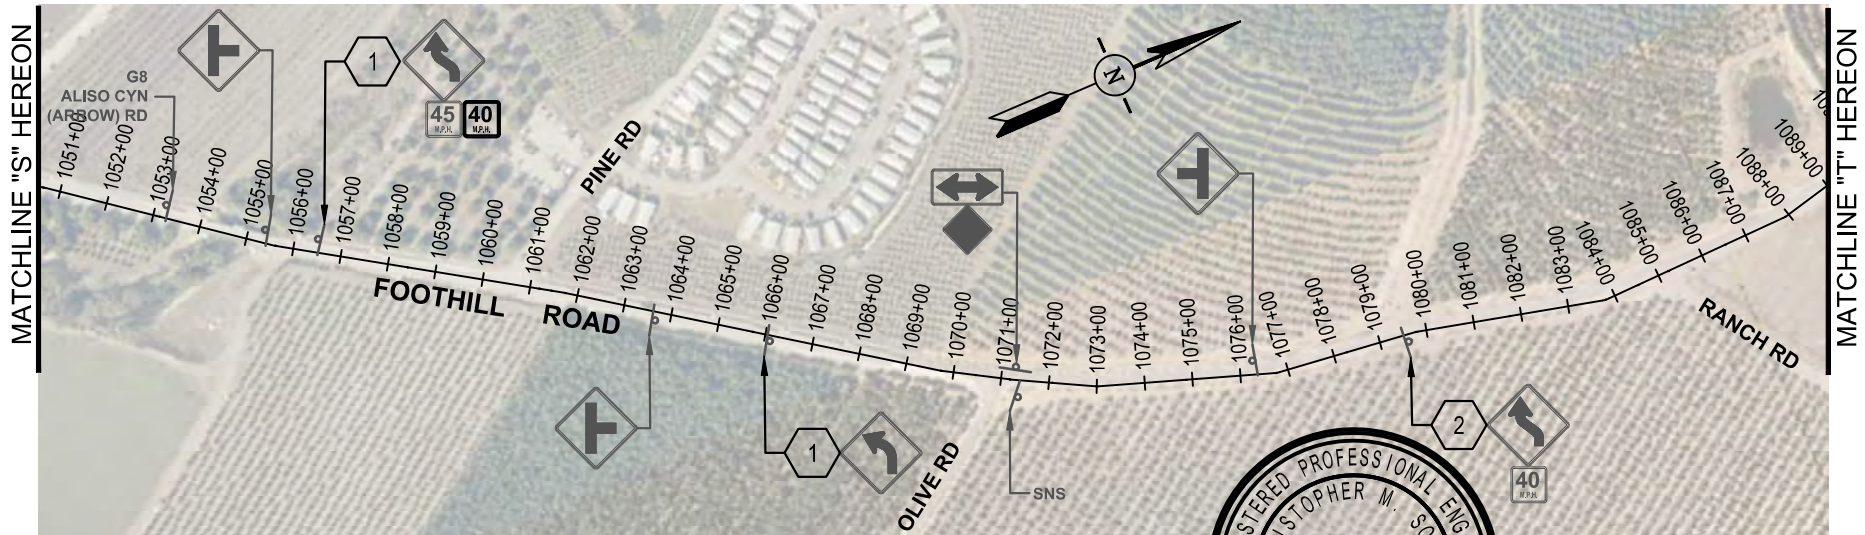 MATCHLINE "S" HEREON
G8
ALISO CYN
(ARROW) RD
1
45
M.P.H.
40
M.P.H.
PINE RD
N
MATCHLINE "T" HEREON
1051+00
1052+00
1053+00
1054+00
1055+00
1056+00
1057+00
1058+00
1059+00
1060+00
1061+00
1062+00
1063+00
1064+00
1065+00
1066+00
1067+00
1068+00
1069+00
1070+00
1071+00
1072+00
1073+00
1074+00
1075+00
1076+00
1077+00
1078+00
1079+00
1080+00
1081+00
1082+00
1083+00
1084+00
1085+00
1086+00
1087+00
1088+00
1089+00
FOOTHILL ROAD
RANCH RD
1
OLIVE RD
SNS
2
40
M.P.H.
STERED PROFESSIONAL ENG
ISTOPHER M. SO